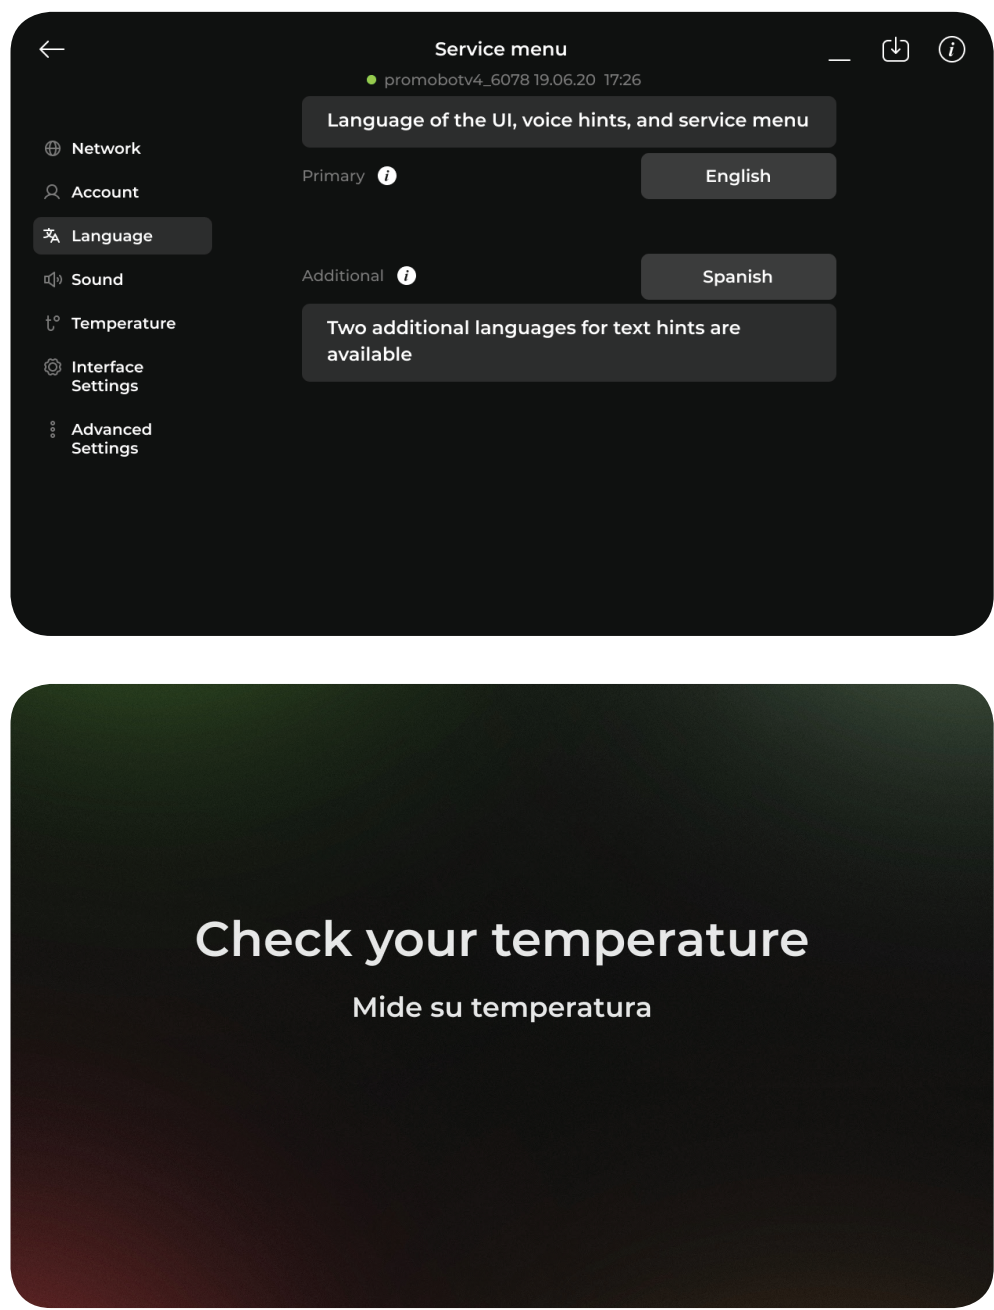 Service menu
promobotv4_6078 19.06.20 17:26
Network
Account
Language
Sound
Temperature
Interface
Settings
Advanced
Settings
Language of the UI, voice hints, and service menu
Primary
English
Additional
Spanish
Two additional languages for text hints are
available
Check your temperature
Mide su temperatura